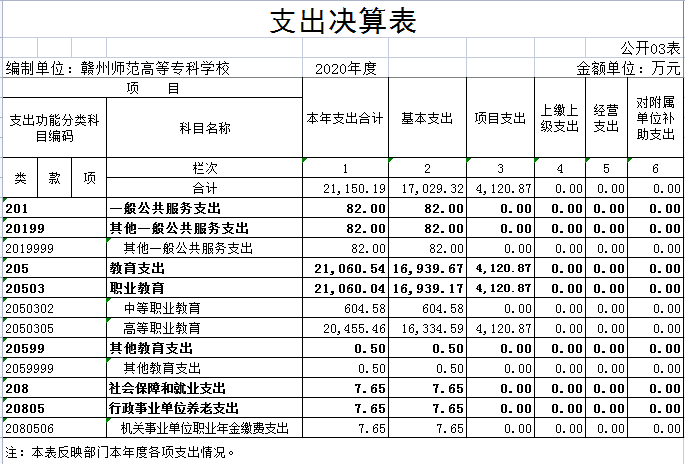 支出决算表
公开03表
编制单位：赣州师范高等专科学校 2020年度 金额单位：万元
项 目 本年支出合计 基本支出 项目支出 上缴上级支出 经营支出 对附属单位补助支出
支出功能分类科目编码 科目名称
类 款 项 栏次 1 2 3 4 5 6
合计 21,150.19 17,029.32 4,120.87 0.00 0.00 0.00
201 一般公共服务支出 82.00 82.00 0.00 0.00 0.00 0.00
20199 其他一般公共服务支出 82.00 82.00 0.00 0.00 0.00 0.00
2019999 其他一般公共服务支出 82.00 82.00 0.00 0.00 0.00 0.00
205 教育支出 21,060.54 16,939.67 4,120.87 0.00 0.00 0.00
20503 职业教育 21,060.04 16,939.17 4,120.87 0.00 0.00 0.00
2050302 中等职业教育 604.58 604.58 0.00 0.00 0.00 0.00
2050305 高等职业教育 20,455.46 16,334.59 4,120.87 0.00 0.00 0.00
20599 其他教育支出 0.50 0.50 0.00 0.00 0.00 0.00
2059999 其他教育支出 0.50 0.50 0.00 0.00 0.00 0.00
208 社会保障和就业支出 7.65 7.65 0.00 0.00 0.00 0.00
20805 行政事业单位养老支出 7.65 7.65 0.00 0.00 0.00 0.00
2080506 机关事业单位职业年金缴费支出 7.65 7.65 0.00 0.00 0.00 0.00
注：本表反映部门本年度各项支出情况。